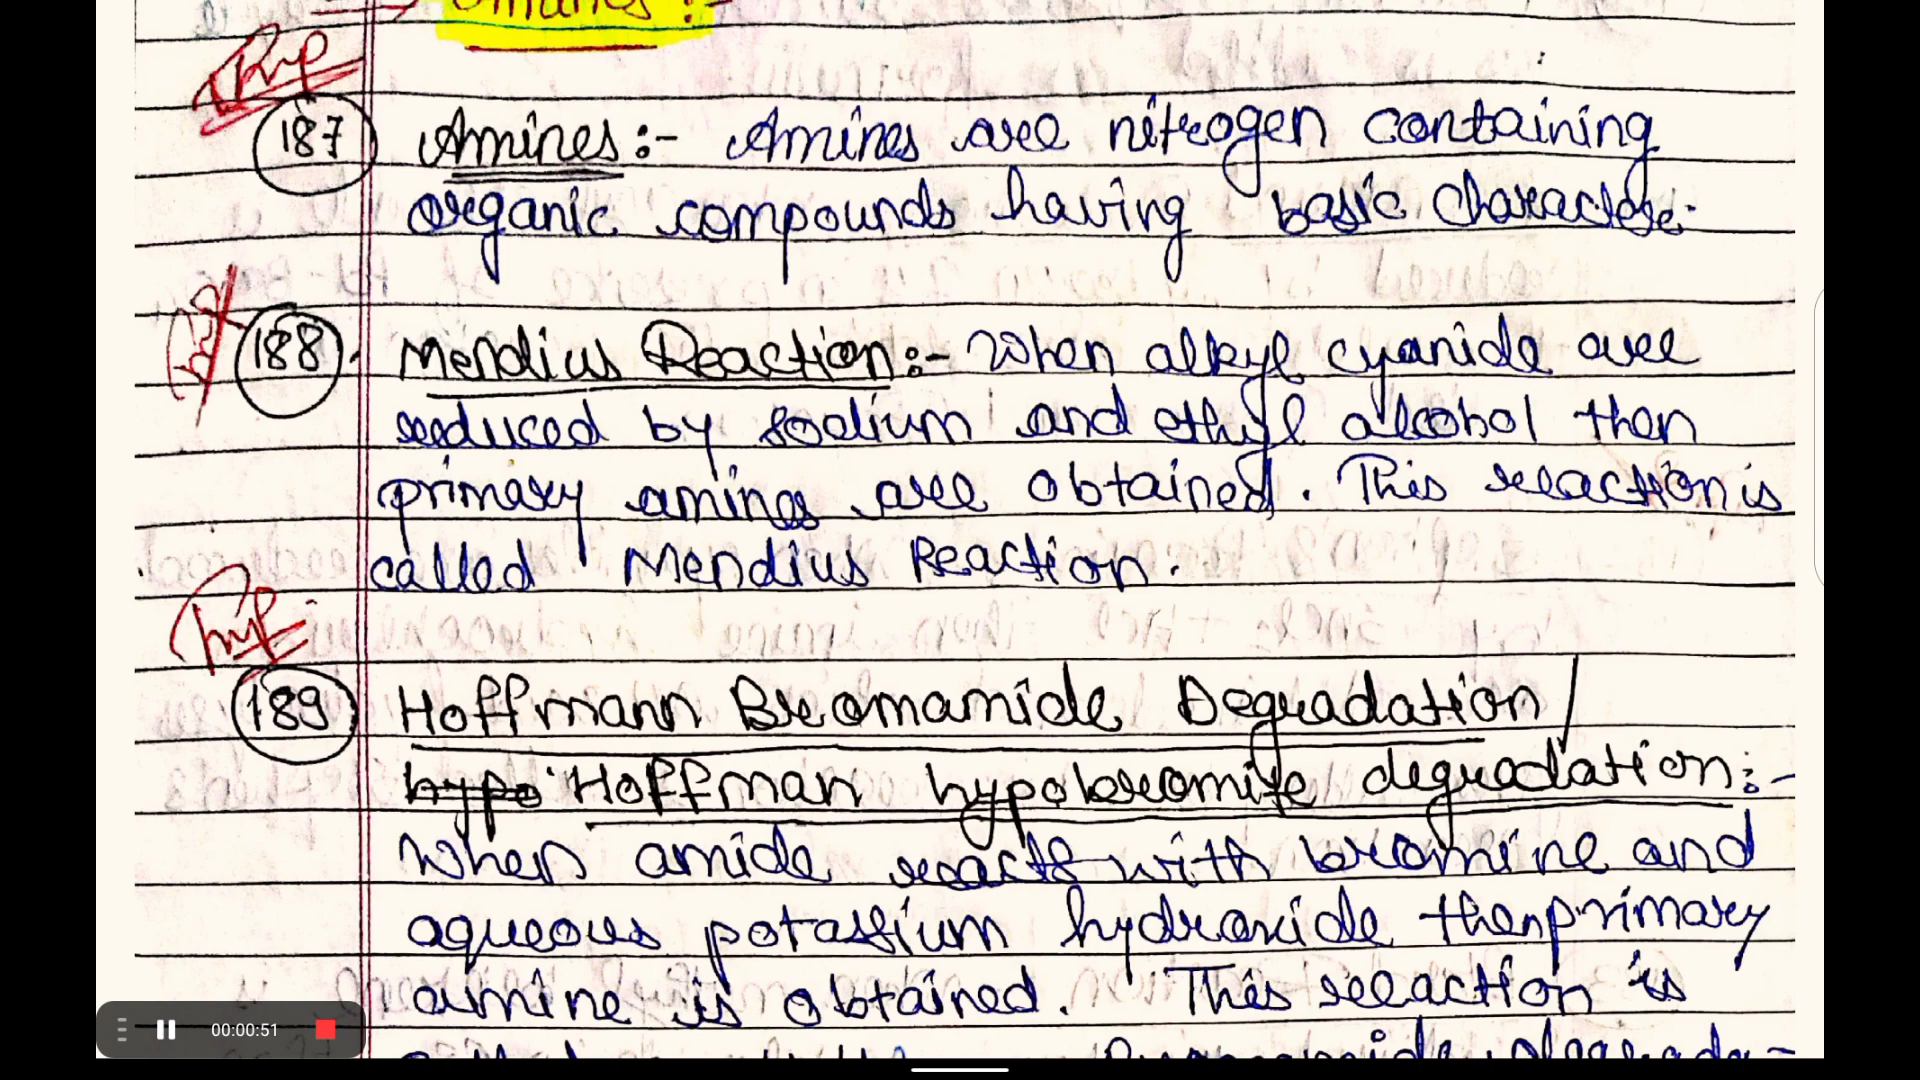 Imp
187 Amines:- Amines are nitrogen containing
organic compounds having basic character.
Imp
188. Mendius Reaction:- When alkyl cyanide are
reduced by sodium and ethyl alcohol then
primary amines are obtained. This reaction is
called Mendius Reaction.
Imp
189 Hoffmann Bromamide Degradation/
hypo Hoffman hypobromite degradation:-
When amide reacts with bromine and
aqueous potassium hydroxide then primary
amine is obtained. This reaction is
00:00:51